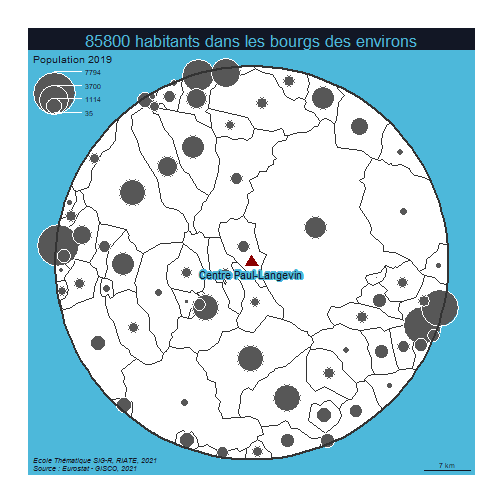 85800 habitants dans les bourgs des environs
Population 2019
7794
3700
1114
35
Centre Paul-Langevin
Ecole Thématique SIG-R, RIATE, 2021
Source : Eurostat - GISCO, 2021
7 km